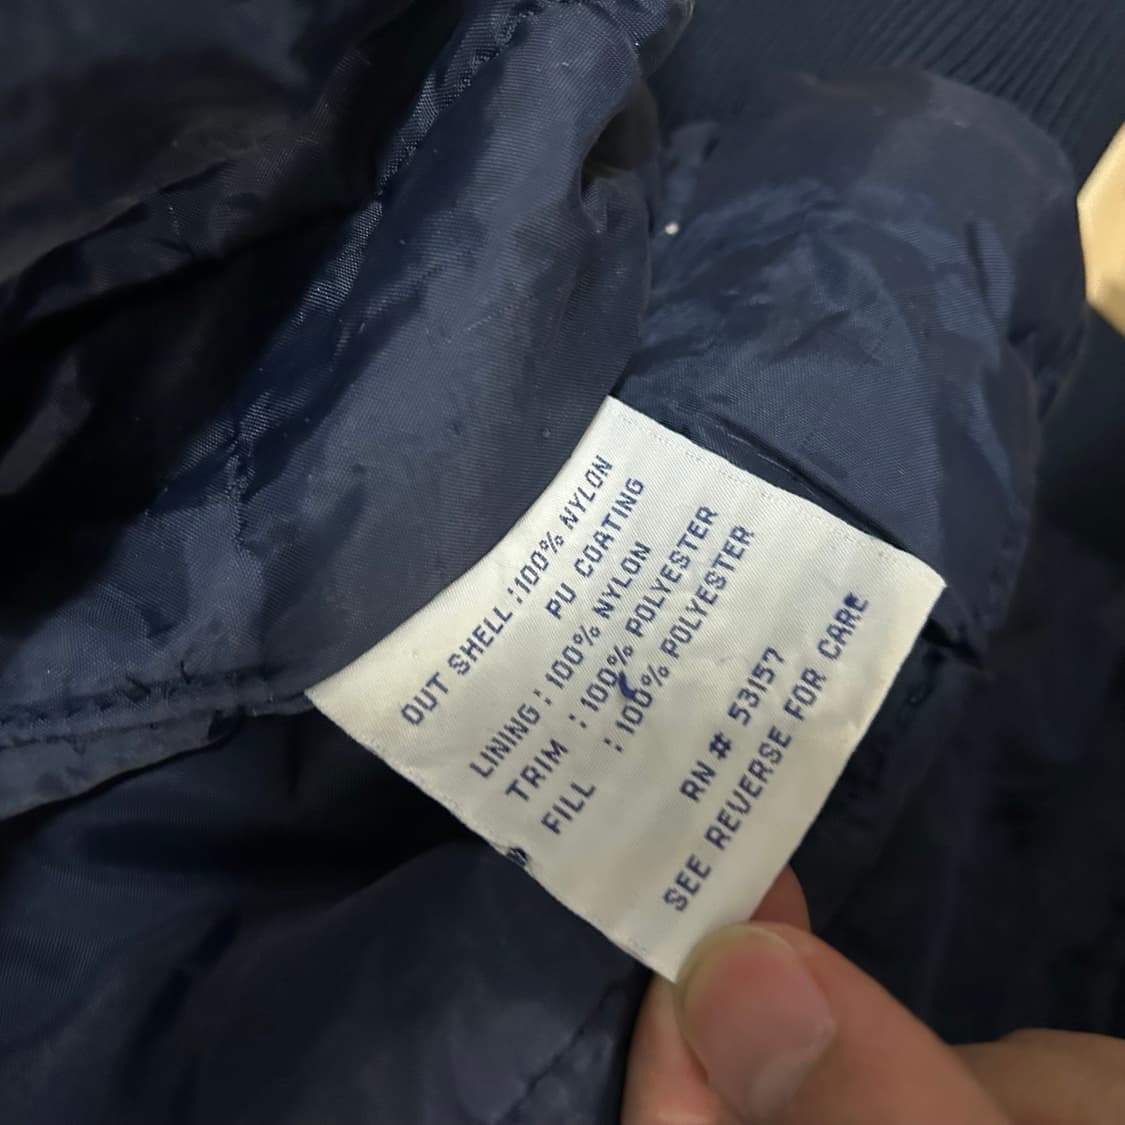 OUT SHELL :100% NYLON
PU COATING
LINING : 100% NYLON
TRIM : 100% POLYESTER
FILL : 100% POLYESTER
RN # 53157
SEE REVERSE FOR CARE